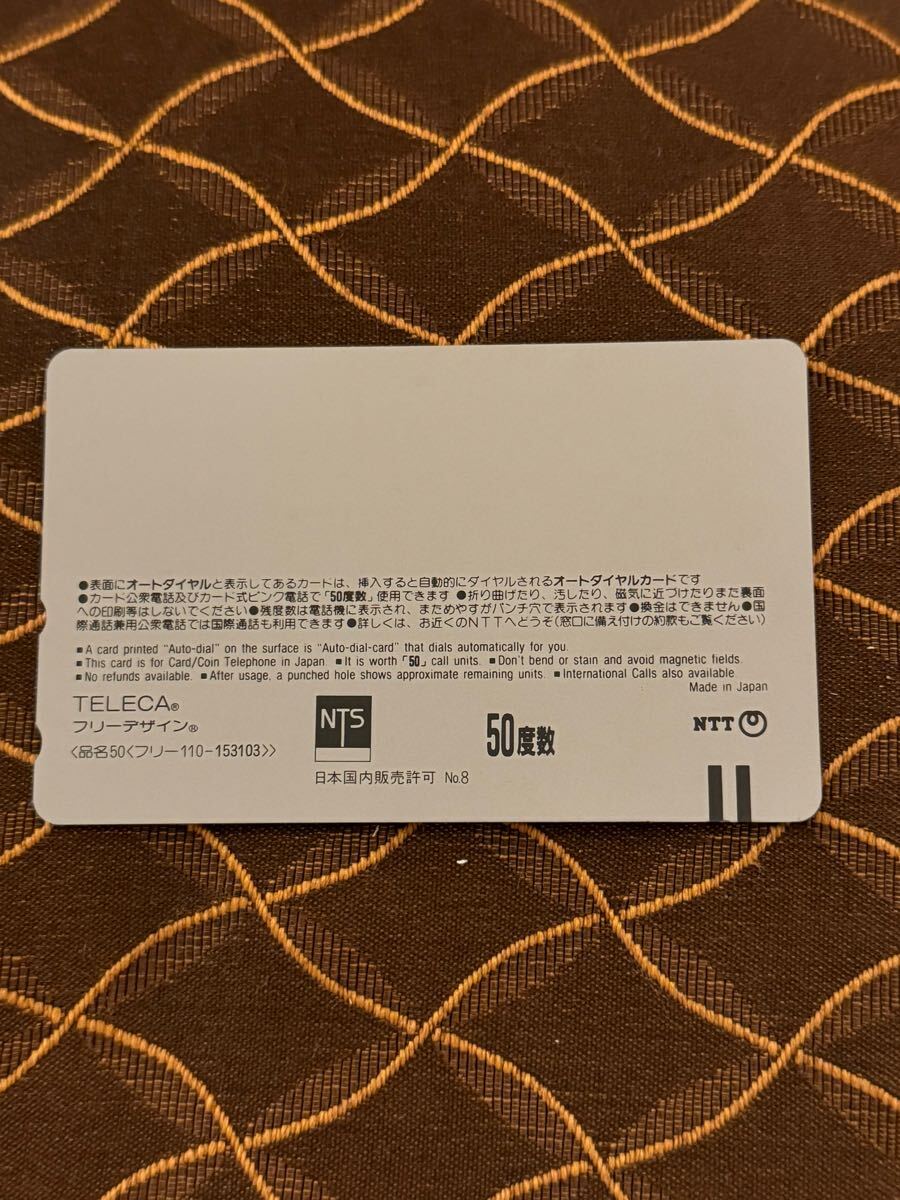 ●表面にオートダイヤルと表示してあるカードは、挿入すると自動的にダイヤルされるオートダイヤルカードです
●カード公衆電話及びカード式ピンク電話で「50度数」使用できます ●折り曲げたり、汚したり、磁気に近づけたりまた裏面
への印刷等はしないでください●残度数は電話機に表示され、まためやすがパンチ穴で表示されます●換金はできません●国
際通話兼用公衆電話では国際通話も利用できます●詳しくは、お近くのNTTへどうぞ(窓口に備え付けの約款もご覧ください)
■A card printed "Auto-dial" on the surface is "Auto-dial-card" that dials automatically for you.
■This card is for Card/Coin Telephone in Japan. ■It is worth「50」call units. ■Don't bend or stain and avoid magnetic fields.
■No refunds available. ■After usage, a punched hole shows approximate remaining units. ■International Calls also available.
Made in Japan
TELECA®
フリーデザイン®
〈品名50〈フリー110-153103〉〉
NTS
日本国内販売許可 No.8
50度数
NTT